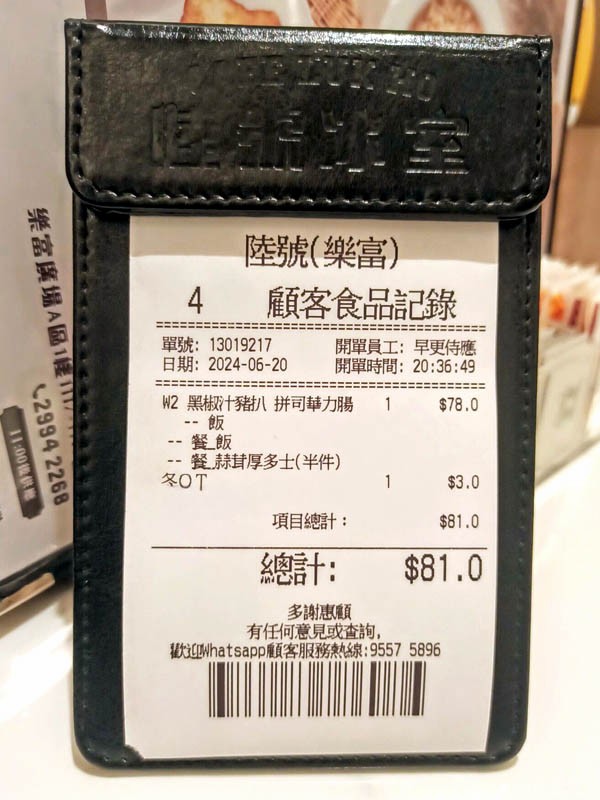 陸號冰室
陸號(樂富)
4 顧客食品記錄
單號: 13019217 開單員工: 早更侍應
日期: 2024-06-20 開單時間: 20:36:49
W2 黑椒汁豬扒 拼司華力腸 1 $78.0
-- 飯
-- 餐_飯
-- 餐_蒜茸厚多士(半件)
冬OT 1 $3.0
項目總計: $81.0
總計: $81.0
多謝惠顧
有任何意見或查詢,
歡迎Whatsapp顧客服務熱線:9557 5896
樂富廣場A區1樓
2994 2268